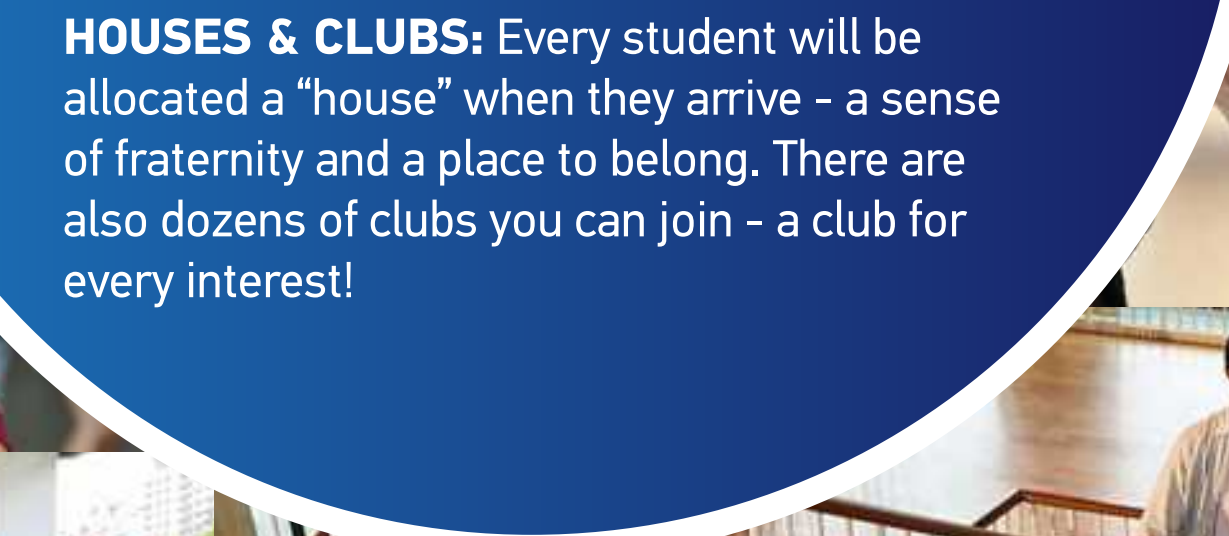 HOUSES & CLUBS: Every student will be
allocated a “house” when they arrive - a sense
of fraternity and a place to belong. There are
also dozens of clubs you can join - a club for
every interest!